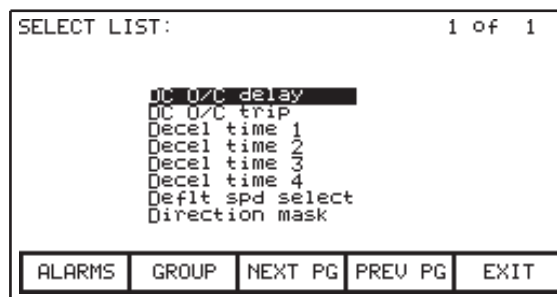 SELECT LIST: 1 of 1
DC O/C delay
DC O/C trip
Decel time 1
Decel time 2
Decel time 3
Decel time 4
Deflt spd select
Direction mask
ALARMS GROUP NEXT PG PREV PG EXIT